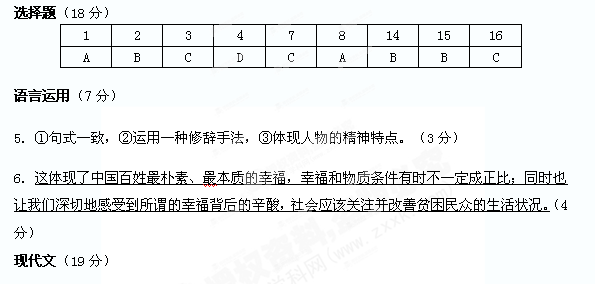 选择题(18分)
1 2 3 4 7 8 14 15 16
A B C D C A B B C
语言运用(7分)
5. ①句式一致，②运用一种修辞手法，③体现人物的精神特点。（3分）
6. 这体现了中国百姓最朴素、最本质的幸福，幸福和物质条件有时不一定成正比；同时也
让我们深切地感受到所谓的幸福背后的辛酸，社会应该关注并改善贫困民众的生活状况。(4
分)
现代文(19分)